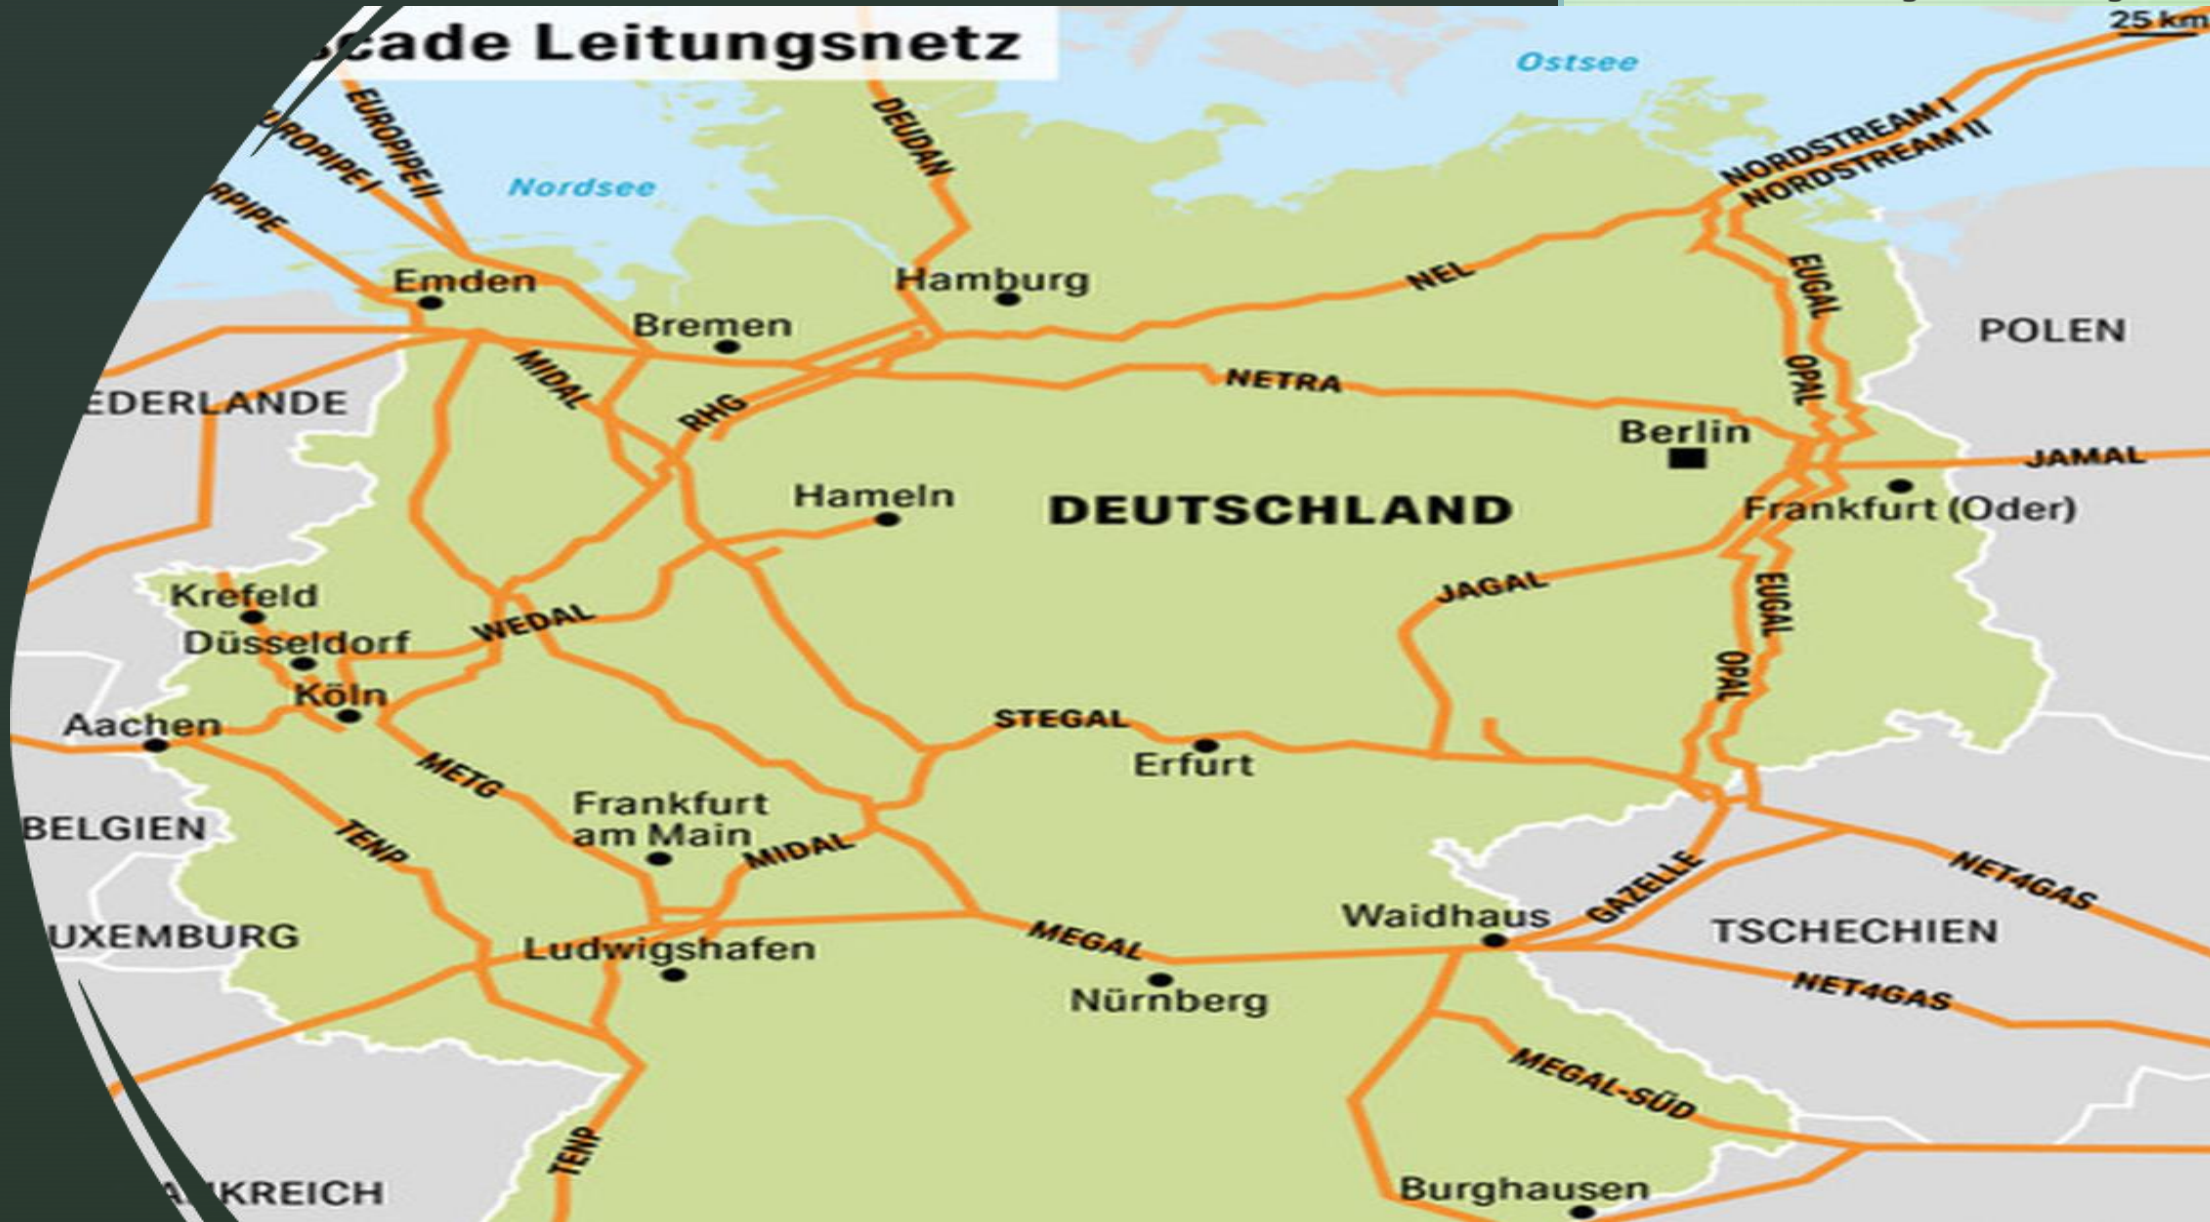 scade Leitungsnetz
25 km
Ostsee
EUROPIPE II
UROPIPE I
RPIPE
DEUDAN
NORDSTREAM I
NORDSTREAM II
Nordsee
Emden
Hamburg
NEL
EUGAL
Bremen
POLEN
MIDAL
NETRA
OPAL
EDERLANDE
RHG
Berlin
JAMAL
Hameln
DEUTSCHLAND
Frankfurt (Oder)
Krefeld
JAGAL
EUGAL
WEDAL
Düsseldorf
OPAL
Köln
Aachen
STEGAL
Erfurt
METG
Frankfurt
am Main
BELGIEN
TENP
MIDAL
GAZELLE
NET4GAS
Waidhaus
TSCHECHIEN
UXEMBURG
Ludwigshafen
MEGAL
Nürnberg
NET4GAS
MEGAL-SÜD
TENP
ANKREICH
Burghausen